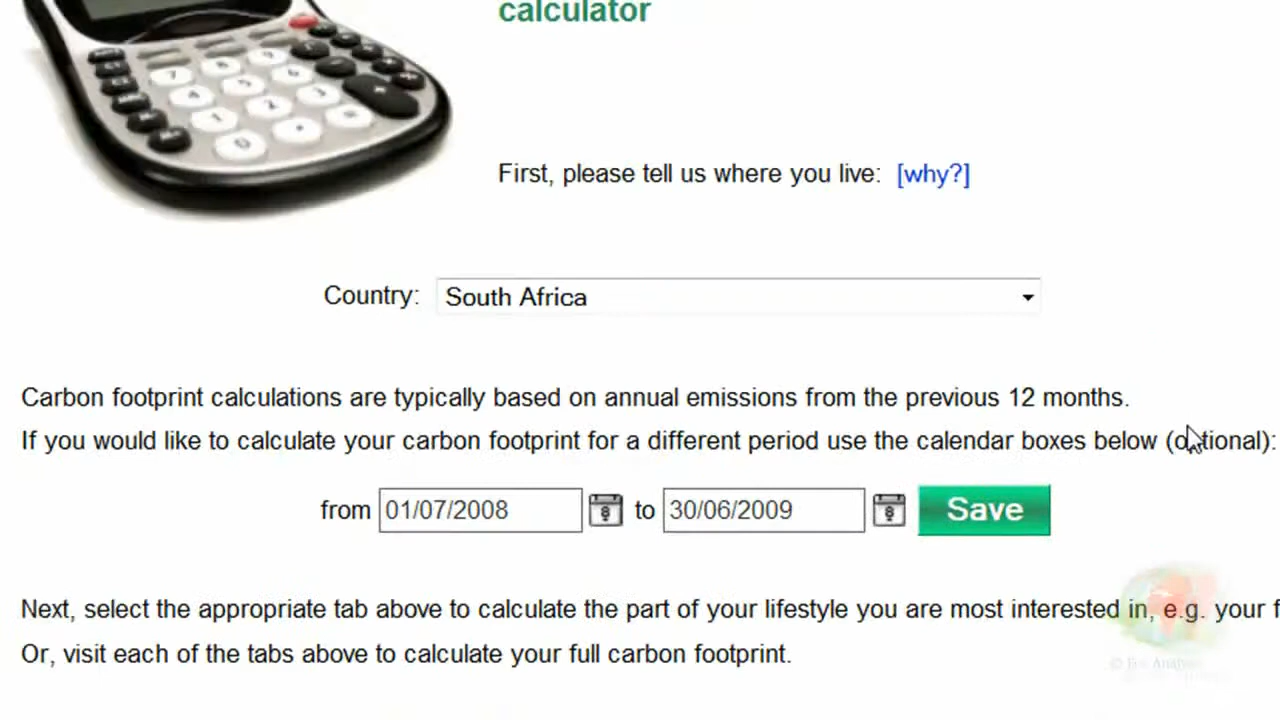 calculator
First, please tell us where you live: [why?]
Country: South Africa
Carbon footprint calculations are typically based on annual emissions from the previous 12 months.
If you would like to calculate your carbon footprint for a different period use the calendar boxes below (optional):
from 01/07/2008 to 30/06/2009 Save
Next, select the appropriate tab above to calculate the part of your lifestyle you are most interested in, e.g. your f
Or, visit each of the tabs above to calculate your full carbon footprint.